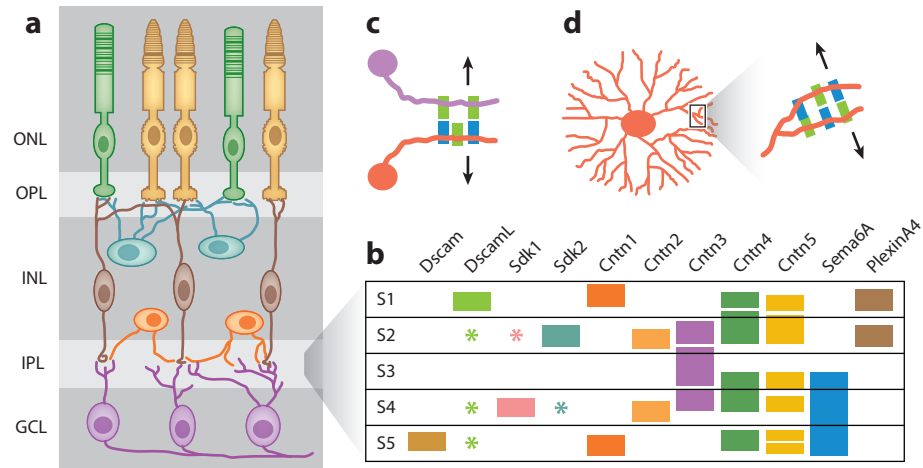 a
ONL
OPL
INL
IPL
GCL
c
d
b
Dscam
DscamL
Sdk1
Sdk2
Cntn1
Cntn2
Cntn3
Cntn4
Cntn5
Sema6A
PlexinA4
S1
S2
* *
S3
S4
* *
S5
*